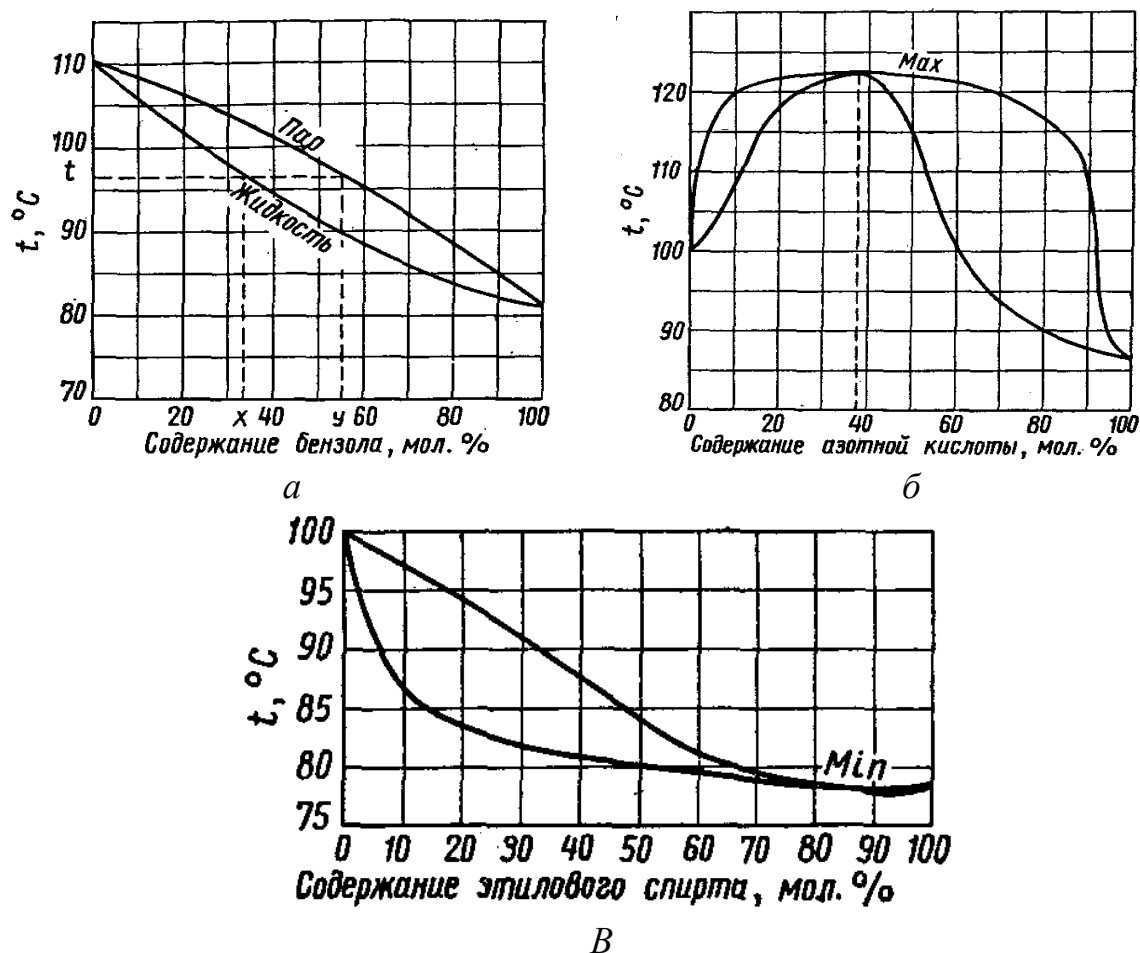 110
100
t
90
80
70
t, °C
Пар
Жидкость
0 20 x 40 y 60 80 100
Содержание бензола, мол. %
а
120
110
100
90
80
t, °C
Max
0 20 40 60 80 100
Содержание азотной кислоты, мол. %
б
100
95
90
85
80
75
t, °C
Min
0 10 20 30 40 50 60 70 80 90 100
Содержание этилового спирта, мол. %
В